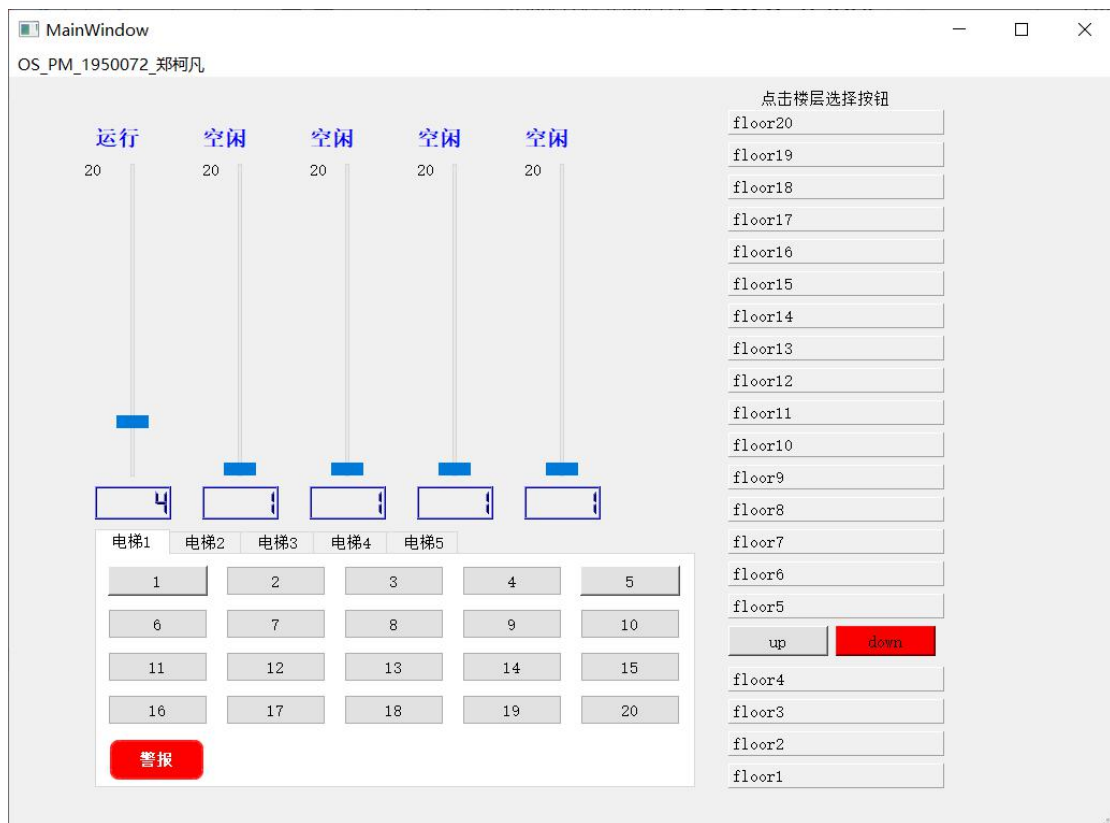 MainWindow
OS_PM_1950072_郑柯凡
运行 空闲 空闲 空闲 空闲
20 20 20 20 20
4 1 1 1 1
电梯1 电梯2 电梯3 电梯4 电梯5
1 2 3 4 5
6 7 8 9 10
11 12 13 14 15
16 17 18 19 20
警报
点击楼层选择按钮
floor20
floor19
floor18
floor17
floor16
floor15
floor14
floor13
floor12
floor11
floor10
floor9
floor8
floor7
floor6
floor5
up down
floor4
floor3
floor2
floor1